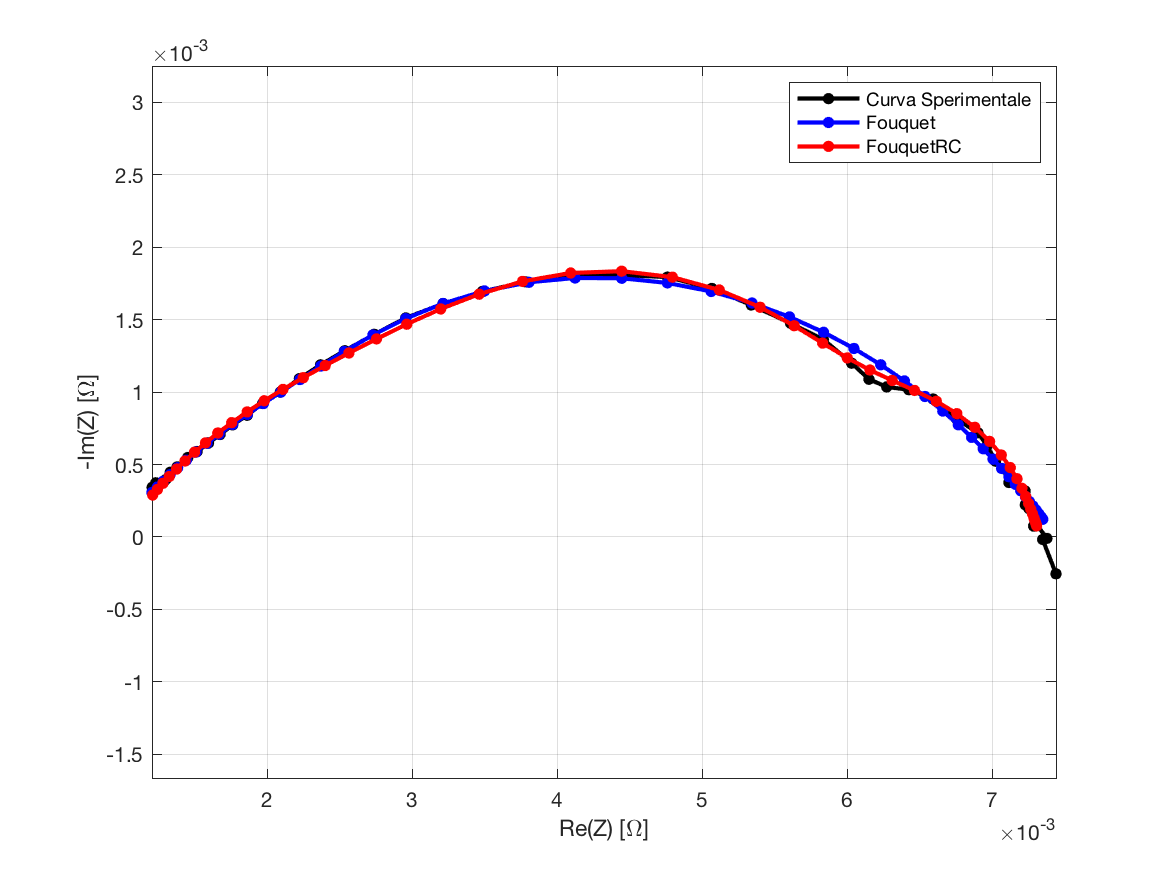 ×10-3
3
2.5
2
1.5
1
0.5
0
-0.5
-1
-1.5
-Im(Z) [Ω]
Curva Sperimentale
Fouquet
FouquetRC
2 3 4 5 6 7
Re(Z) [Ω]
×10-3